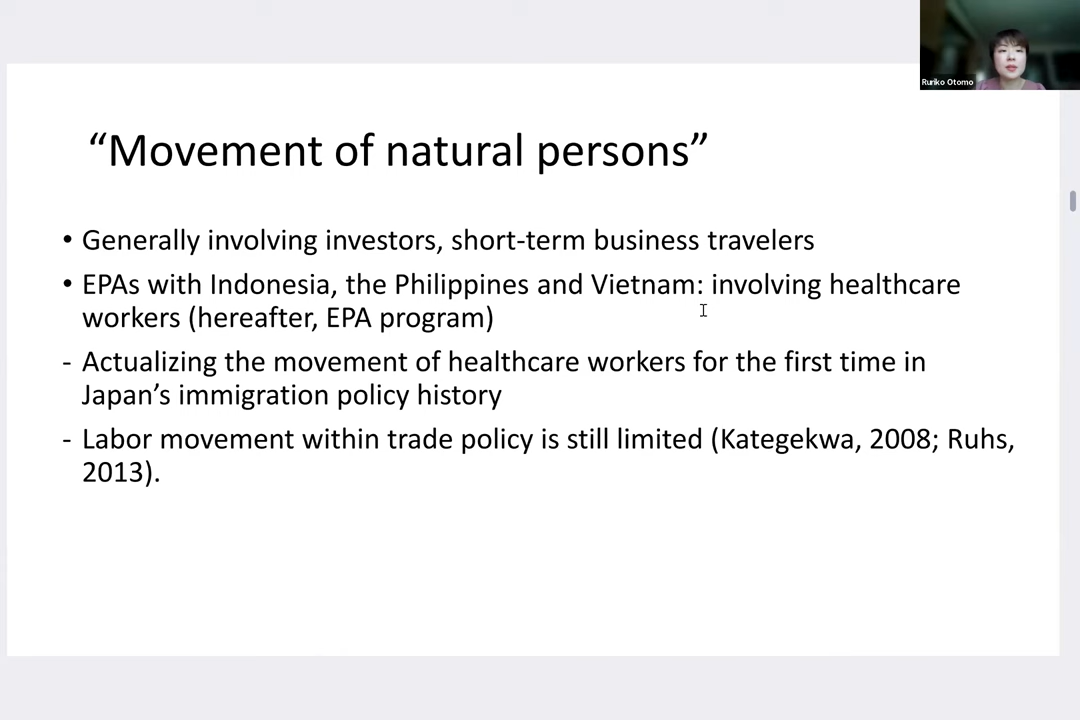 Ruriko Otomo
“Movement of natural persons”
• Generally involving investors, short-term business travelers
• EPAs with Indonesia, the Philippines and Vietnam: involving healthcare
workers (hereafter, EPA program)
- Actualizing the movement of healthcare workers for the first time in
Japan’s immigration policy history
- Labor movement within trade policy is still limited (Kategekwa, 2008; Ruhs,
2013).